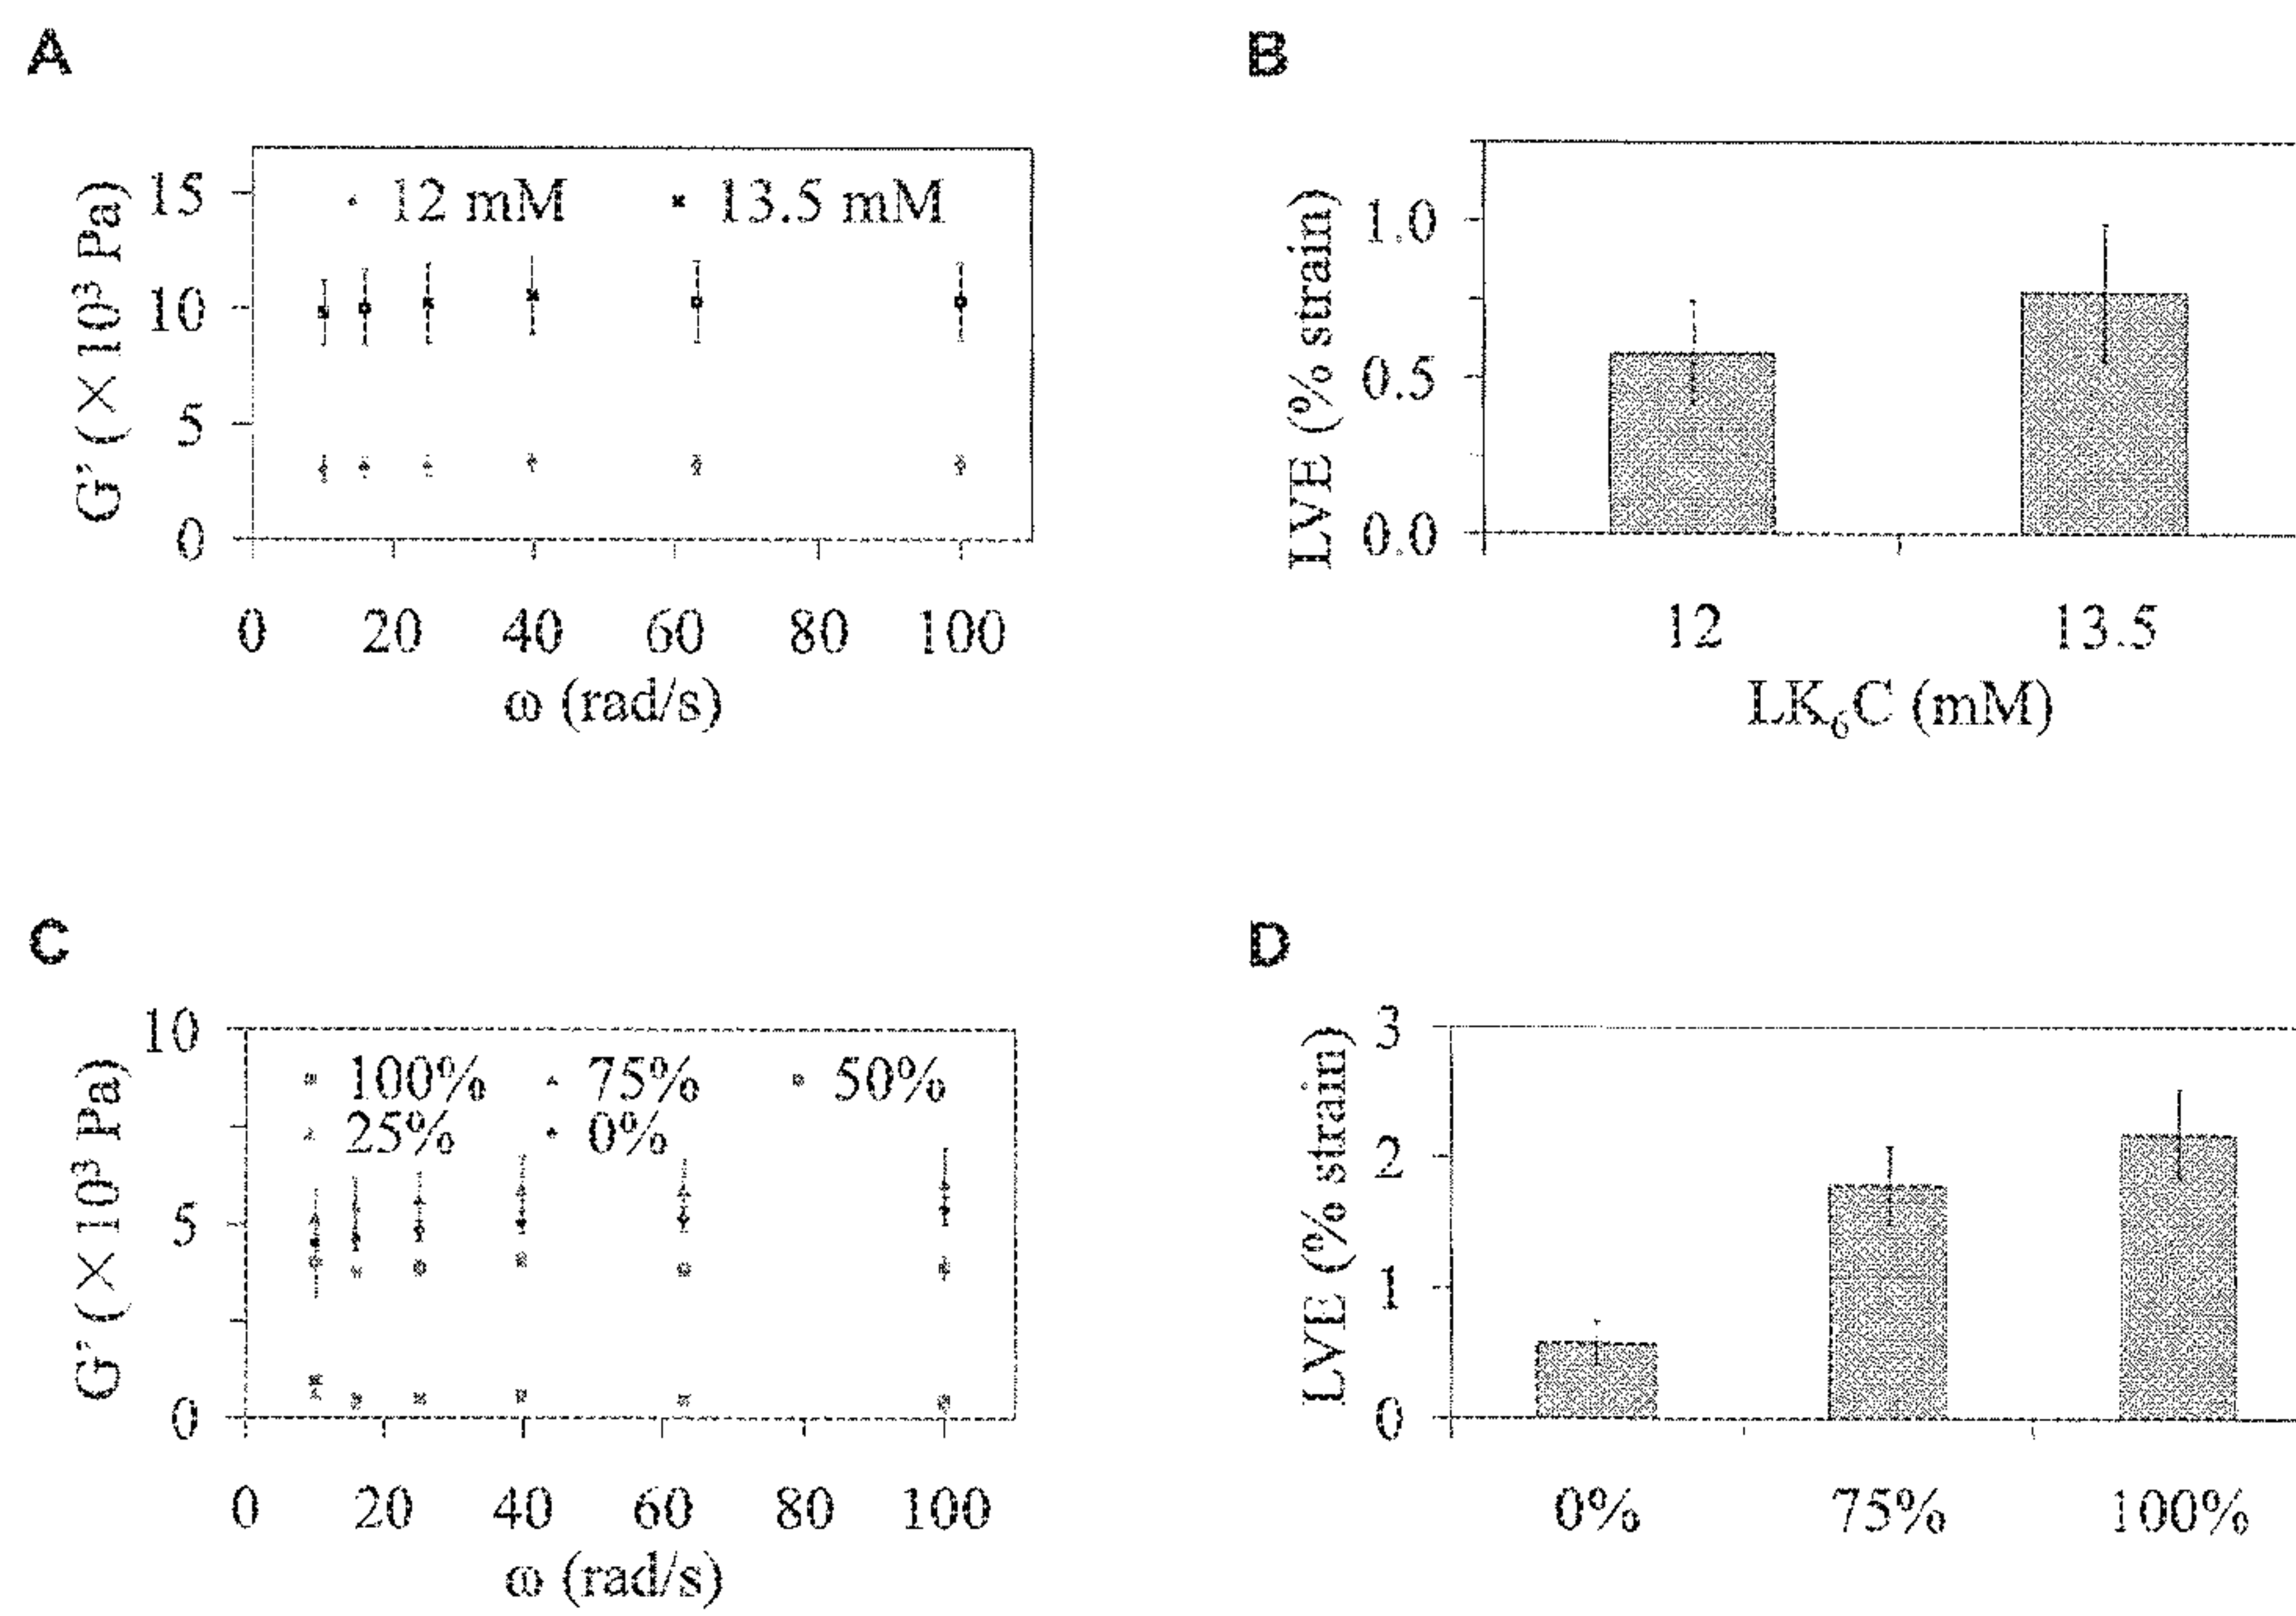 A
G' (×10³ Pa)
15
10
5
0
12 mM 13.5 mM
0 20 40 60 80 100
ω (rad/s)
B
LVE (% strain)
1.0
0.5
0.0
12 13.5
LK₆C (mM)
C
G' (×10³ Pa)
10
5
0
100% 75% 50%
25% 0%
0 20 40 60 80 100
ω (rad/s)
D
LVE (% strain)
3
2
1
0
0% 75% 100%